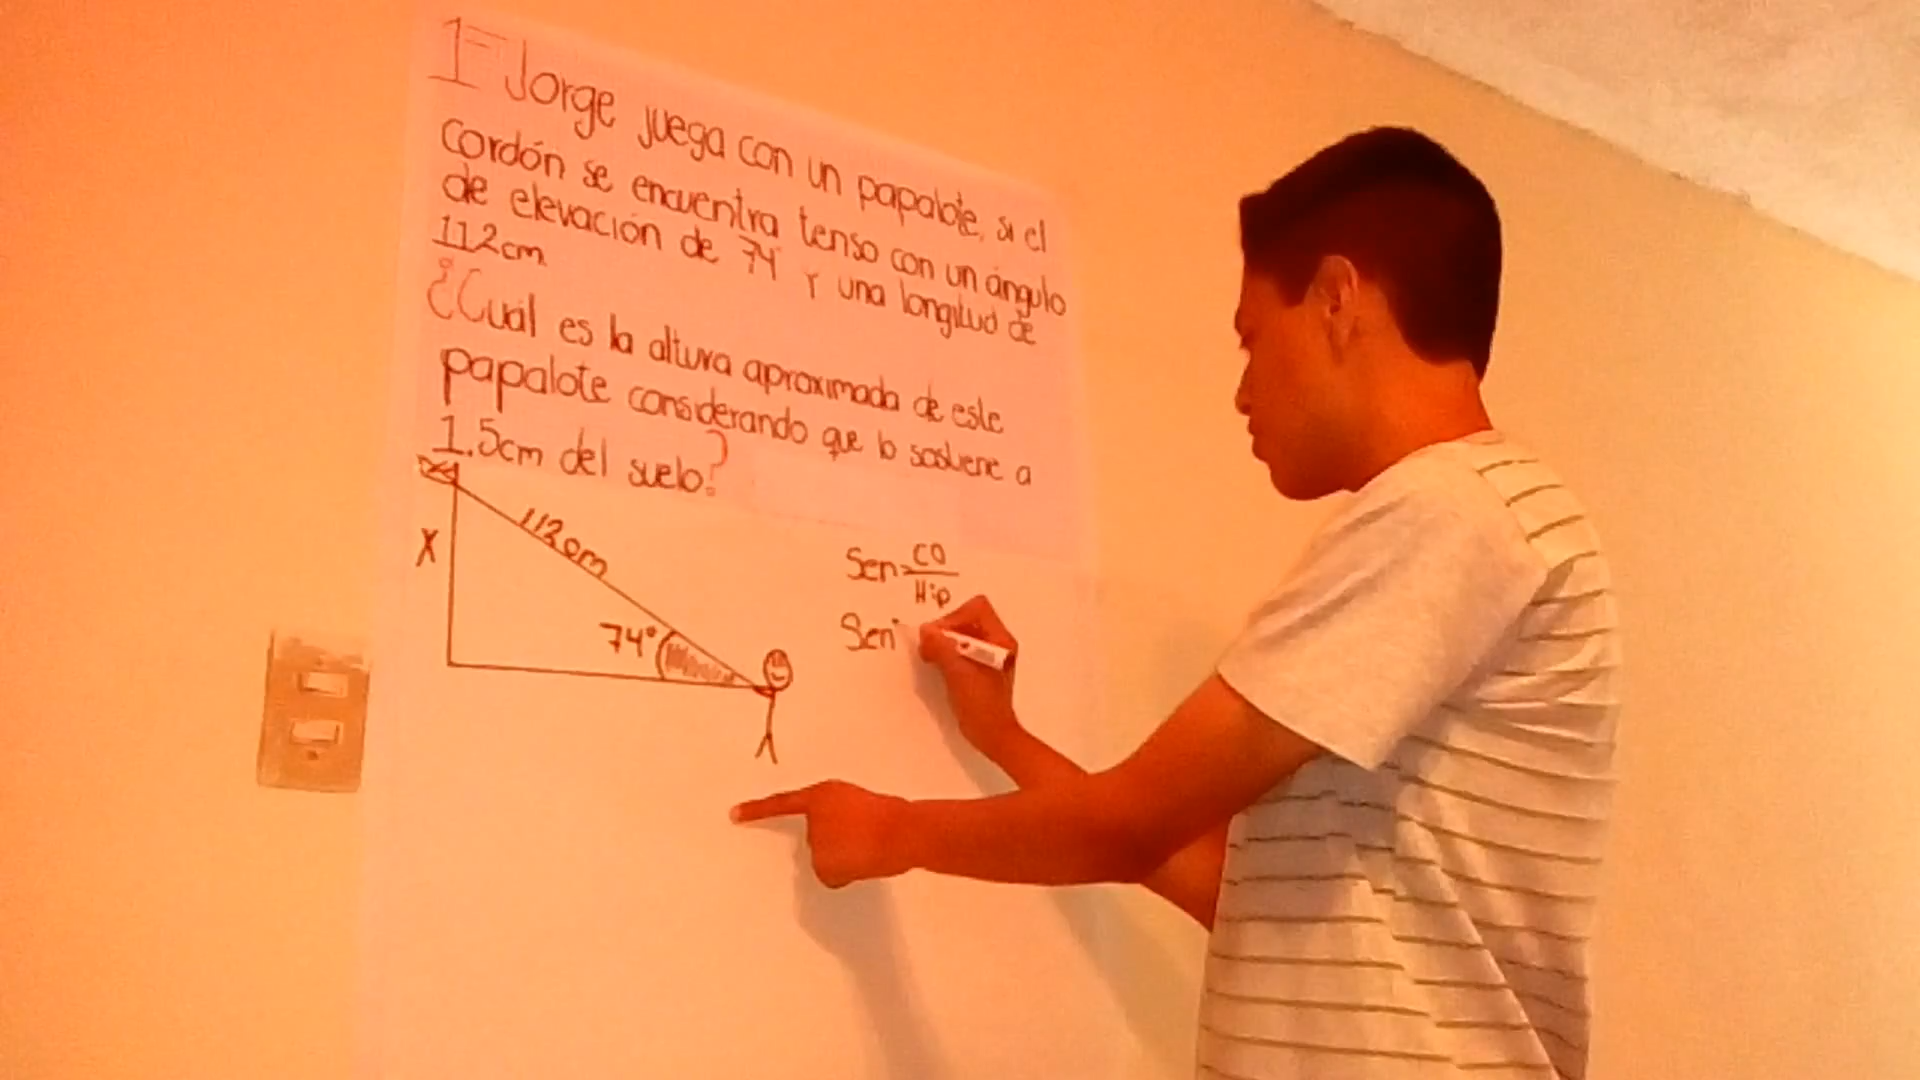 1= Jorge juega con un papalote, si el
cordón se encuentra tenso con un ángulo
de elevación de 74° Y una longitud de
112cm.
¿Cuál es la altura aproximada de este
papalote considerando que lo sostiene a
1.5cm del suelo?
112cm
X
74°
Sen= CO
Hip
Sen